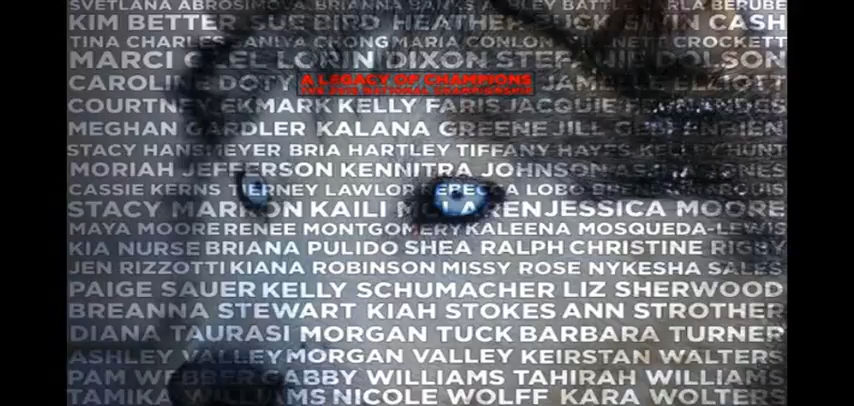 SVETLANA ABROSIMOVA BRIANNA BANKS ASHLEY BATTLE CARLA BERUBE
KIM BETTER SUE BIRD HEATHER BUCK SWIN CASH
TINA CHARLES CHONG MARIA CONLON CROCKETT
MARCI LORIN DIXON DOLSON
CAROLIN DOTY JAMELLE ELLIOTT
A LEGACY OF CHAMPIONS
COURTNEY EKMARK KELLY FARIS JACQUIE FERNANDES
MEGHAN GARDLER KALANA GREENE JILL
STACY HANSMEYER BRIA HARTLEY TIFFANY HAYES KELLEY HUNT
MORIAH JEFFERSON KENNITRA JOHNSON
CASSIE KERNS TIERNEY LAWLOR REBECCA LOBO BRENDA MARQUIS
STACY MARRON KAILI MCLAREN JESSICA MOORE
MAYA MOORE RENEE MONTGOMERY KALEENA MOSQUEDA-LEWIS
KIA NURSE BRIANA PULIDO SHEA RALPH CHRISTINE RIGBY
JEN RIZZOTTI KIANA ROBINSON MISSY ROSE NYKESHA SALES
PAIGE SAUER KELLY SCHUMACHER LIZ SHERWOOD
BREANNA STEWART KIAH STOKES ANN STROTHER
DIANA TAURASI MORGAN TUCK BARBARA TURNER
ASHLEY VALLEY MORGAN VALLEY KEIRSTAN WALTERS
PAM WEBBER GABBY WILLIAMS TAHIRAH WILLIAMS
TAMIKA WILLIAMS NICOLE WOLFF KARA WOLTERS